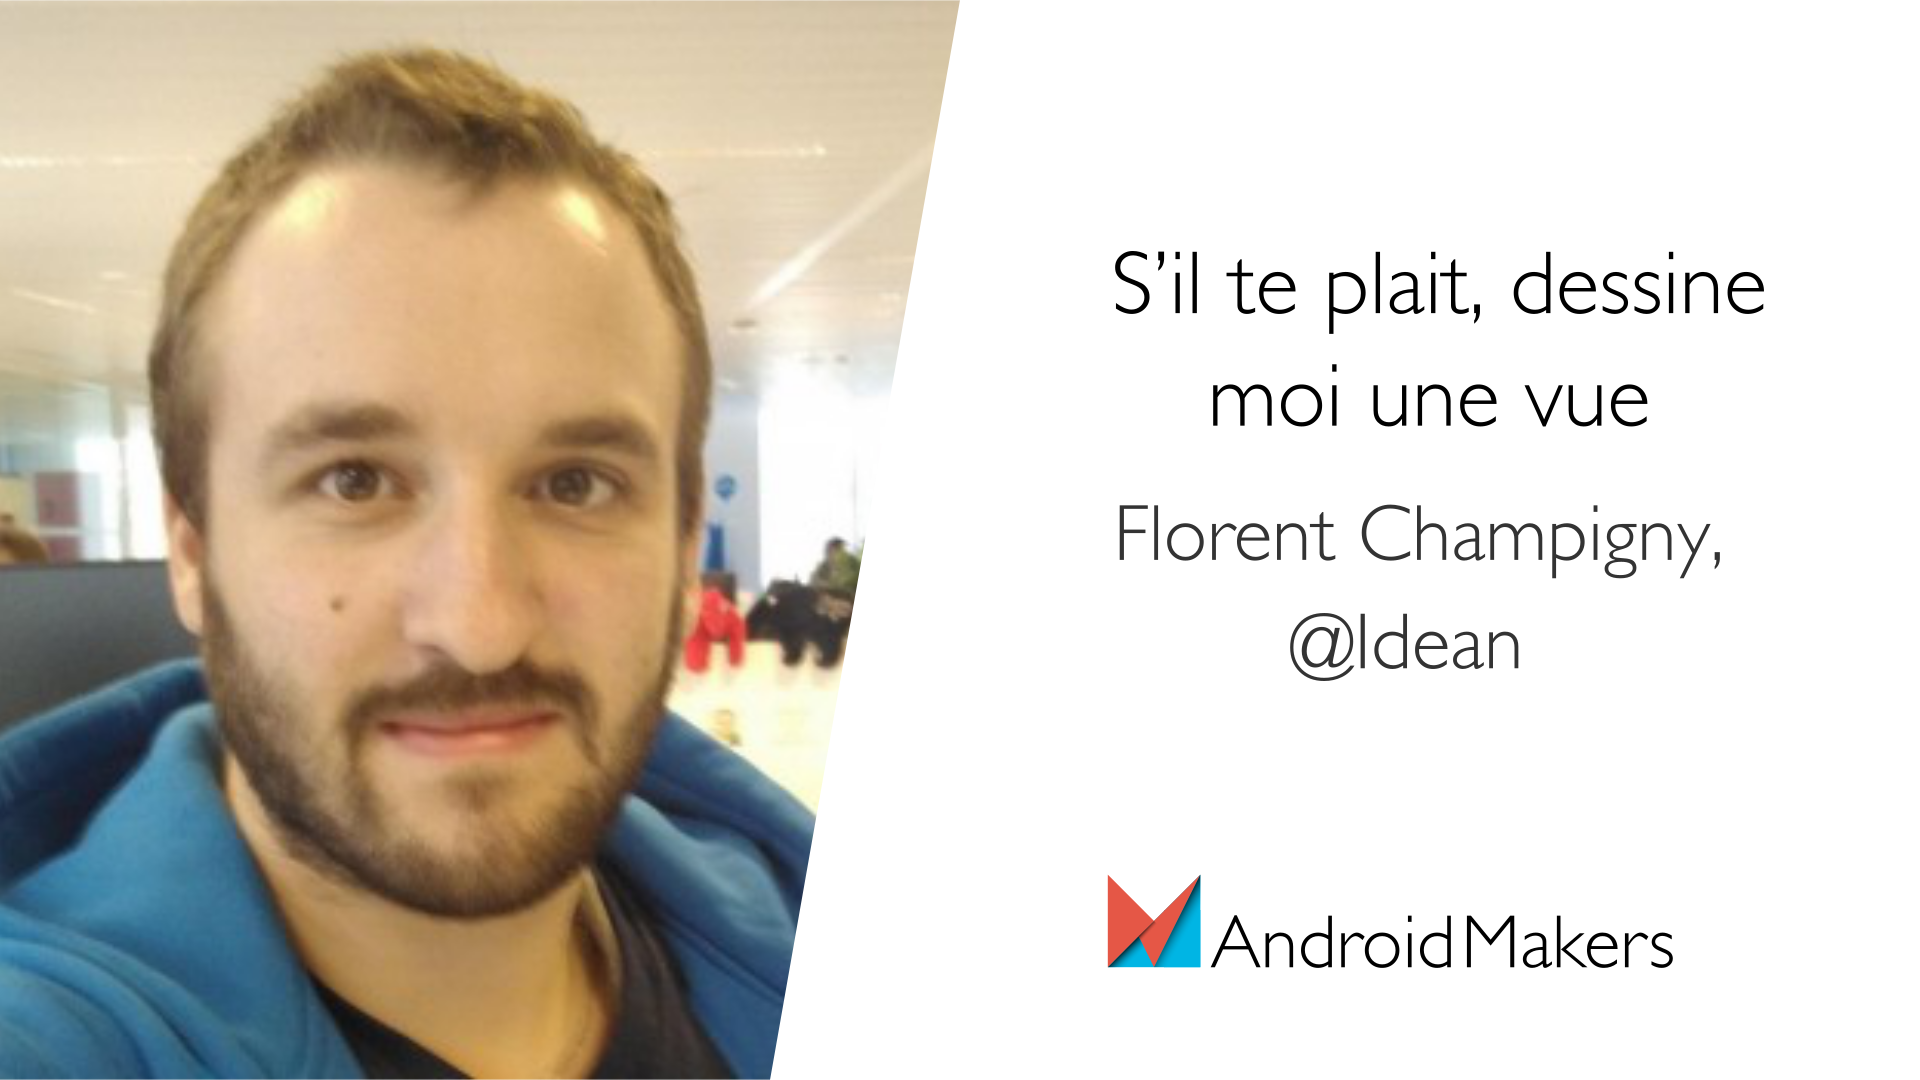 S’il te plait, dessine
moi une vue
Florent Champigny,
@Idean
AndroidMakers